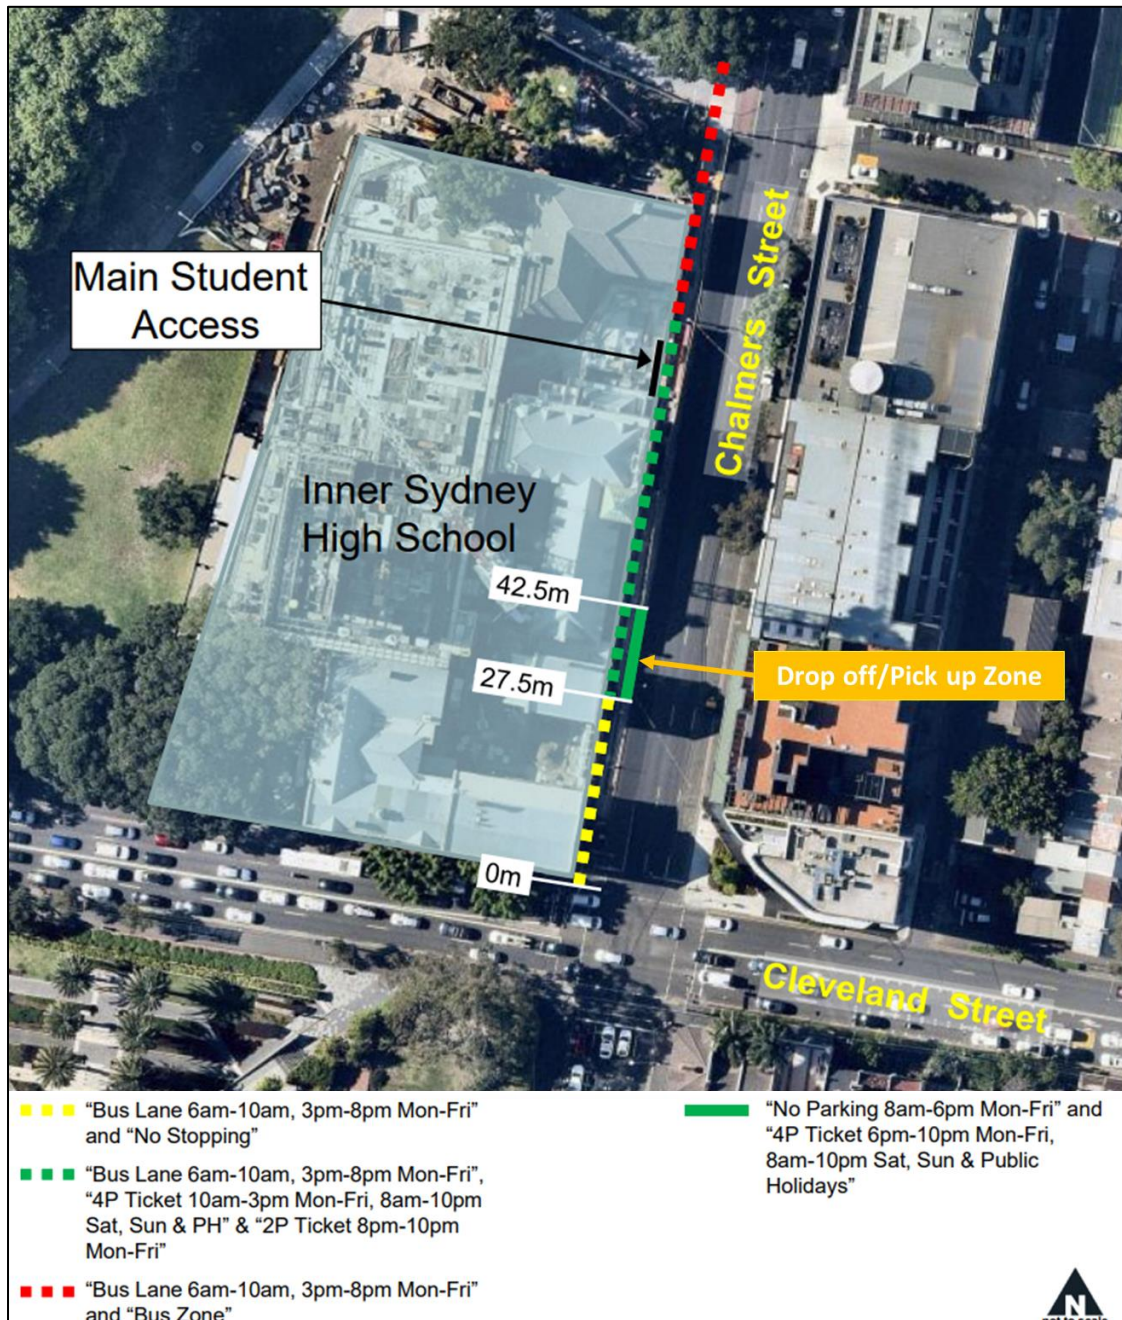 Main Student
Access
Chalmers Street
Inner Sydney
High School
42.5m
27.5m
Drop off/Pick up Zone
0m
Cleveland Street
“Bus Lane 6am-10am, 3pm-8pm Mon-Fri”
and “No Stopping”
“Bus Lane 6am-10am, 3pm-8pm Mon-Fri”,
“4P Ticket 10am-3pm Mon-Fri, 8am-10pm
Sat, Sun & PH” & “2P Ticket 8pm-10pm
Mon-Fri”
“Bus Lane 6am-10am, 3pm-8pm Mon-Fri”
and “Bus Zone”
“No Parking 8am-6pm Mon-Fri” and
“4P Ticket 6pm-10pm Mon-Fri,
8am-10pm Sat, Sun & Public
Holidays”
N
not to scale